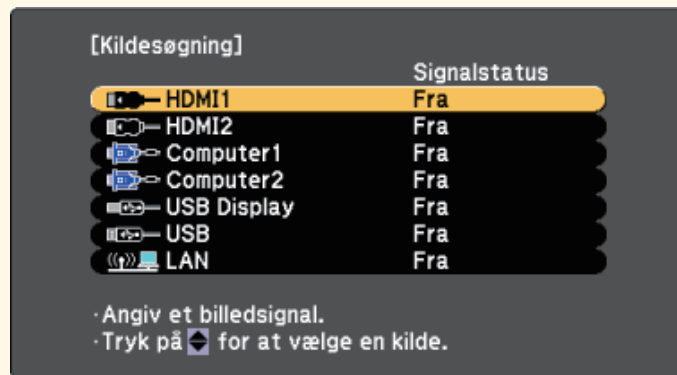 [Kildesøgning]
Signalstatus
HDMI1 Fra
HDMI2 Fra
Computer1 Fra
Computer2 Fra
USB Display Fra
USB Fra
LAN Fra
·Angiv et billedsignal.
·Tryk på for at vælge en kilde.